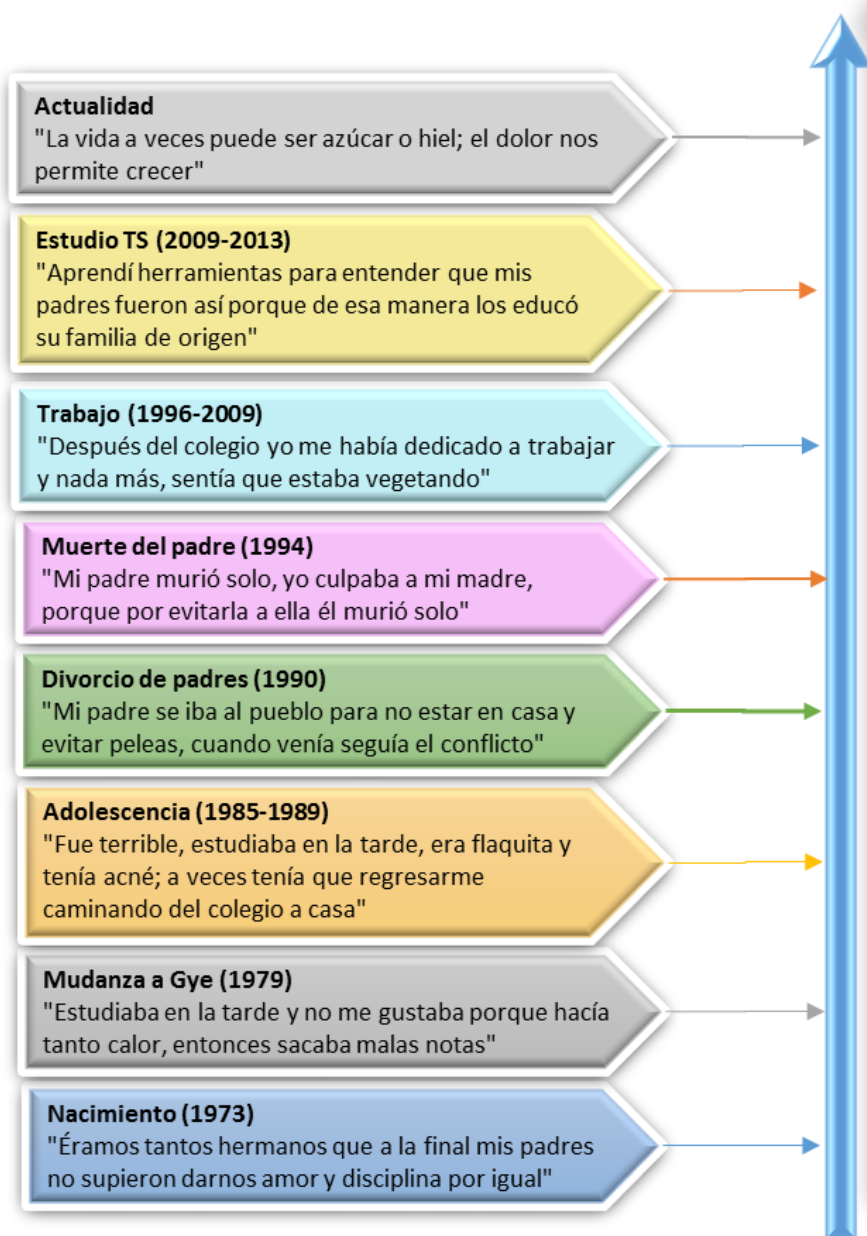 Actualidad
"La vida a veces puede ser azúcar o hiel; el dolor nos
permite crecer"
Estudio TS (2009-2013)
"Aprendí herramientas para entender que mis
padres fueron así porque de esa manera los educó
su familia de origen"
Trabajo (1996-2009)
"Después del colegio yo me había dedicado a trabajar
y nada más, sentía que estaba vegetando"
Muerte del padre (1994)
"Mi padre murió solo, yo culpaba a mi madre,
porque por evitarla a ella él murió solo"
Divorcio de padres (1990)
"Mi padre se iba al pueblo para no estar en casa y
evitar peleas, cuando venía seguía el conflicto"
Adolescencia (1985-1989)
"Fue terrible, estudiaba en la tarde, era flaquita y
tenía acné; a veces tenía que regresarme
caminando del colegio a casa"
Mudanza a Gye (1979)
"Estudiaba en la tarde y no me gustaba porque hacía
tanto calor, entonces sacaba malas notas"
Nacimiento (1973)
"Éramos tantos hermanos que a la final mis padres
no supieron darnos amor y disciplina por igual"